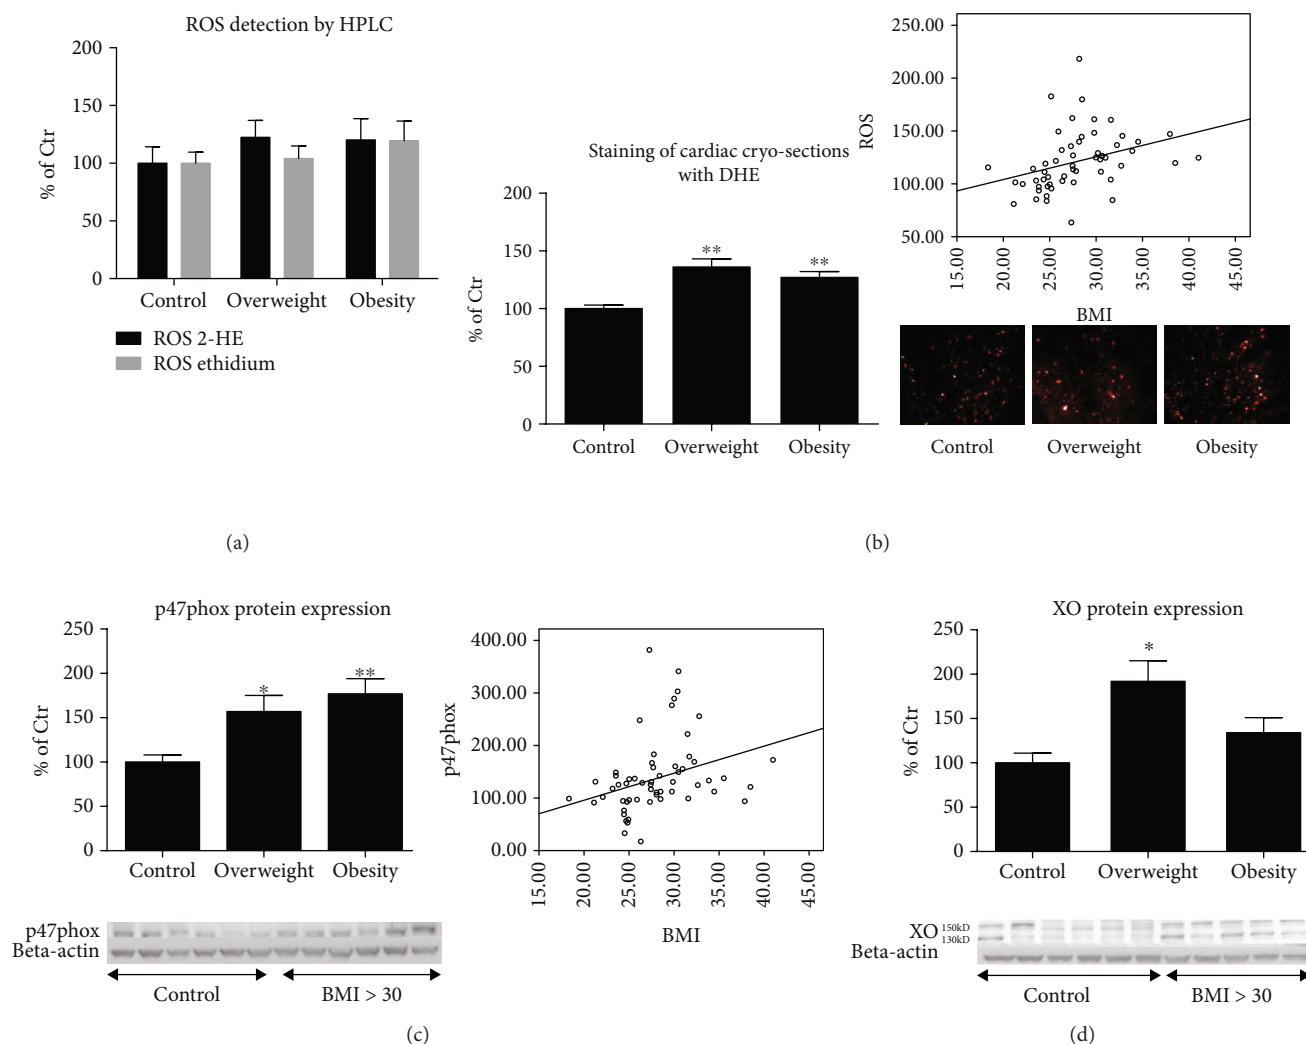 ROS detection by HPLC
200
150
100
50
0
% of Ctr
Control Overweight Obesity
ROS 2-HE
ROS ethidium
(a)
Staining of cardiac cryo-sections
with DHE
200
150
100
50
0
% of Ctr
** **
Control Overweight Obesity
250.00
200.00
150.00
100.00
50.00
ROS
15.00 20.00 25.00 30.00 35.00 40.00 45.00
BMI
Control Overweight Obesity
(b)
p47phox protein expression
250
200
150
100
50
0
% of Ctr
* **
Control Overweight Obesity
p47phox
Beta-actin
Control BMI > 30
400.00
300.00
200.00
100.00
0.00
p47phox
15.00 20.00 25.00 30.00 35.00 40.00 45.00
BMI
(c)
XO protein expression
250
200
150
100
50
0
% of Ctr
*
Control Overweight Obesity
XO 150kD
130kD
Beta-actin
Control BMI > 30
(d)